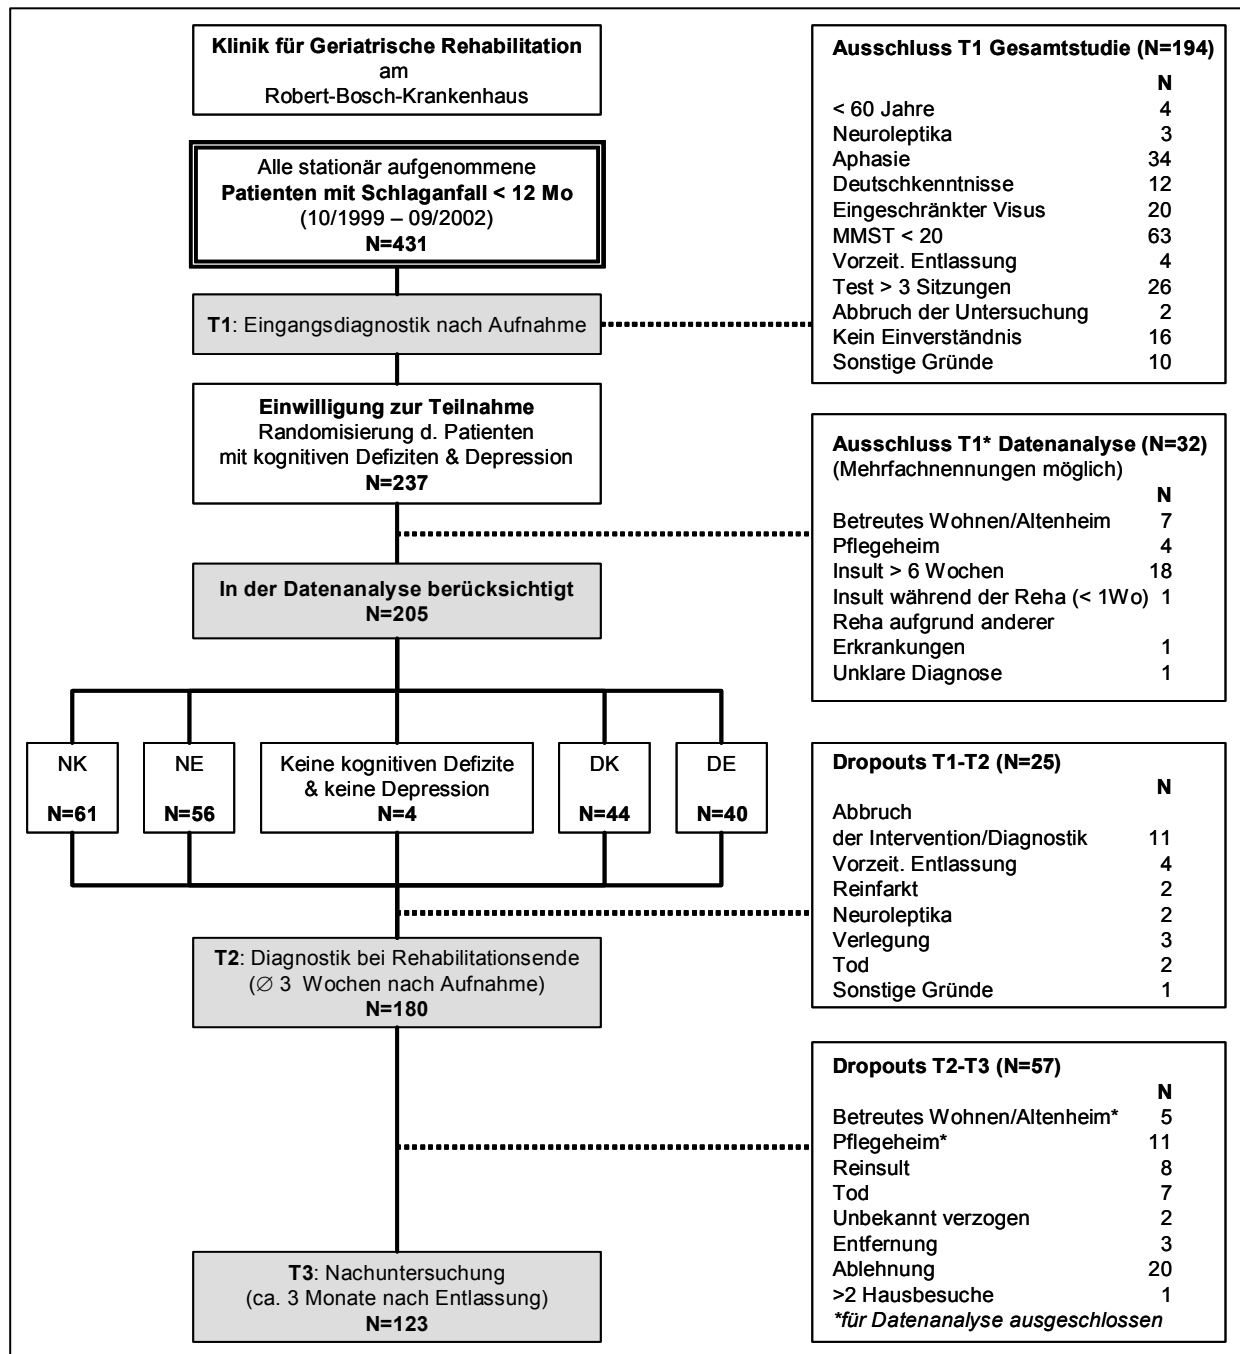 Klinik für Geriatrische Rehabilitation
am
Robert-Bosch-Krankenhaus
Alle stationär aufgenommene
Patienten mit Schlaganfall < 12 Mo
(10/1999 – 09/2002)
N=431
T1: Eingangsdiagnostik nach Aufnahme
Ausschluss T1 Gesamtstudie (N=194)
N
< 60 Jahre 4
Neuroleptika 3
Aphasie 34
Deutschkenntnisse 12
Eingeschränkter Visus 20
MMST < 20 63
Vorzeit. Entlassung 4
Test > 3 Sitzungen 26
Abbruch der Untersuchung 2
Kein Einverständnis 16
Sonstige Gründe 10
Einwilligung zur Teilnahme
Randomisierung d. Patienten
mit kognitiven Defiziten & Depression
N=237
Ausschluss T1* Datenanalyse (N=32)
(Mehrfachnennungen möglich)
N
Betreutes Wohnen/Altenheim 7
Pflegeheim 4
Insult > 6 Wochen 18
Insult während der Reha (< 1Wo) 1
Reha aufgrund anderer
Erkrankungen 1
Unklare Diagnose 1
In der Datenanalyse berücksichtigt
N=205
NK
N=61
NE
N=56
Keine kognitiven Defizite
& keine Depression
N=4
DK
N=44
DE
N=40
Dropouts T1-T2 (N=25)
N
Abbruch
der Intervention/Diagnostik 11
Vorzeit. Entlassung 4
Reinfarkt 2
Neuroleptika 2
Verlegung 3
Tod 2
Sonstige Gründe 1
T2: Diagnostik bei Rehabilitationsende
(∅ 3 Wochen nach Aufnahme)
N=180
Dropouts T2-T3 (N=57)
N
Betreutes Wohnen/Altenheim* 5
Pflegeheim* 11
Reinsult 8
Tod 7
Unbekannt verzogen 2
Entfernung 3
Ablehnung 20
>2 Hausbesuche 1
*für Datenanalyse ausgeschlossen
T3: Nachuntersuchung
(ca. 3 Monate nach Entlassung)
N=123